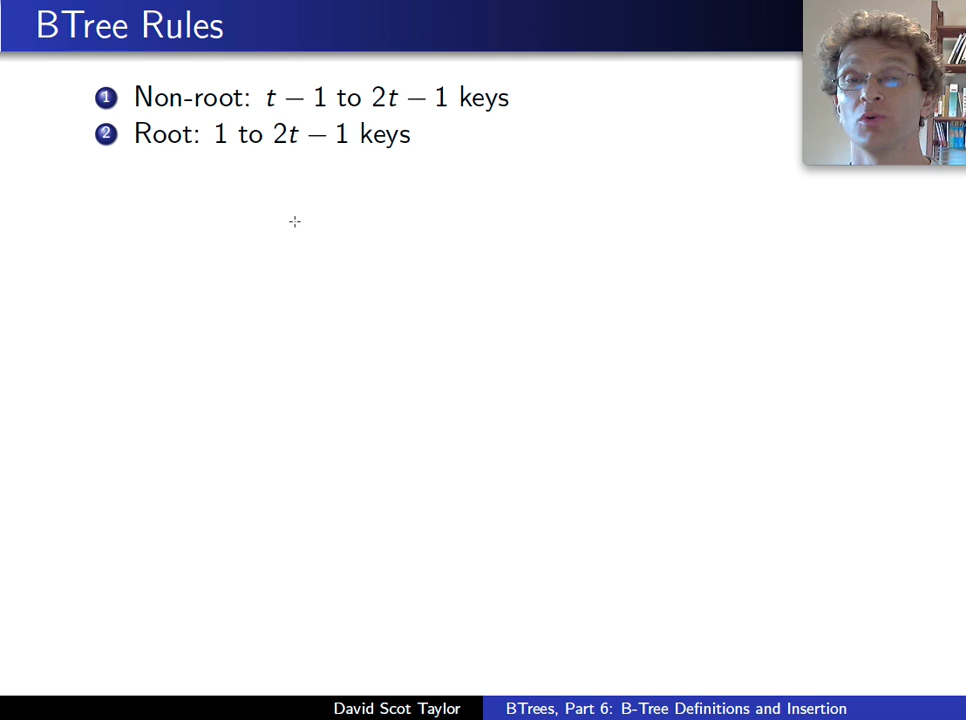 BTree Rules
1 Non-root: t − 1 to 2t − 1 keys
2 Root: 1 to 2t − 1 keys
David Scot Taylor
BTrees, Part 6: B-Tree Definitions and Insertion